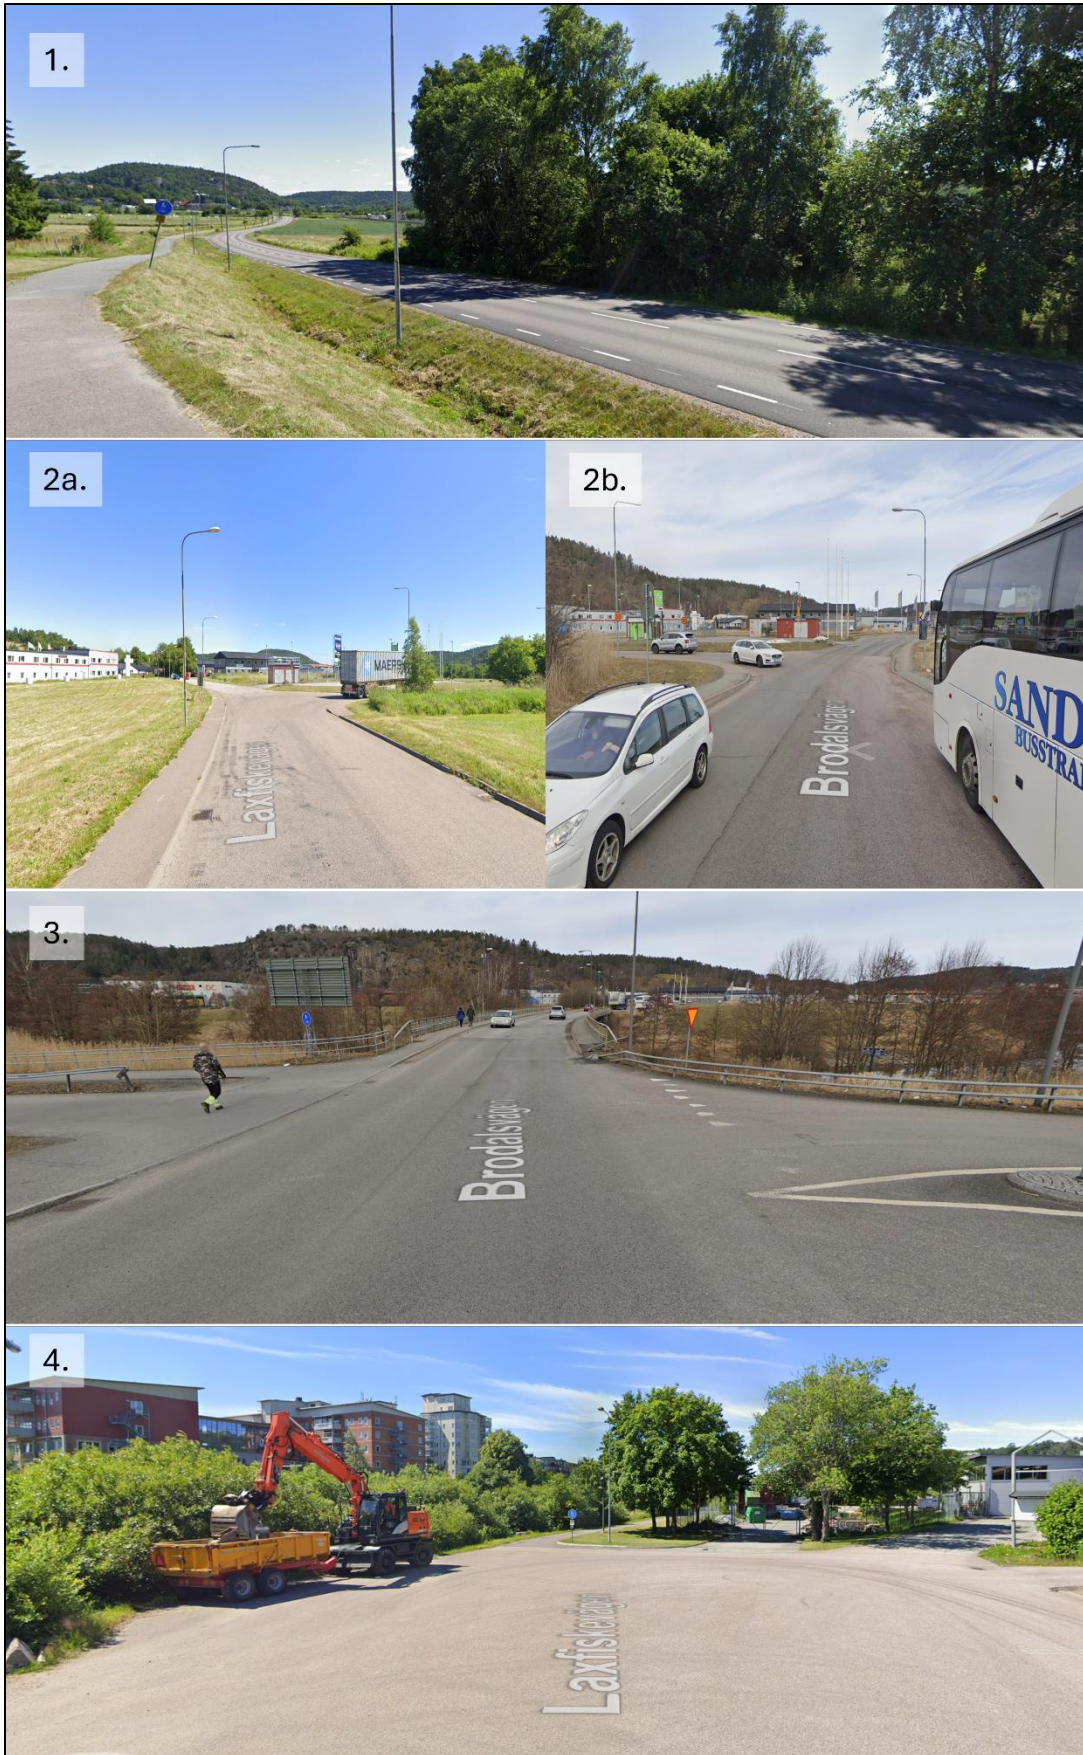 1.
2a.
2b.
MAERSK
Laxfiskevägen
Brodalsvägen
SAND
BUSSTRA
3.
Brodalsvägen
4.
Laxfiskevägen